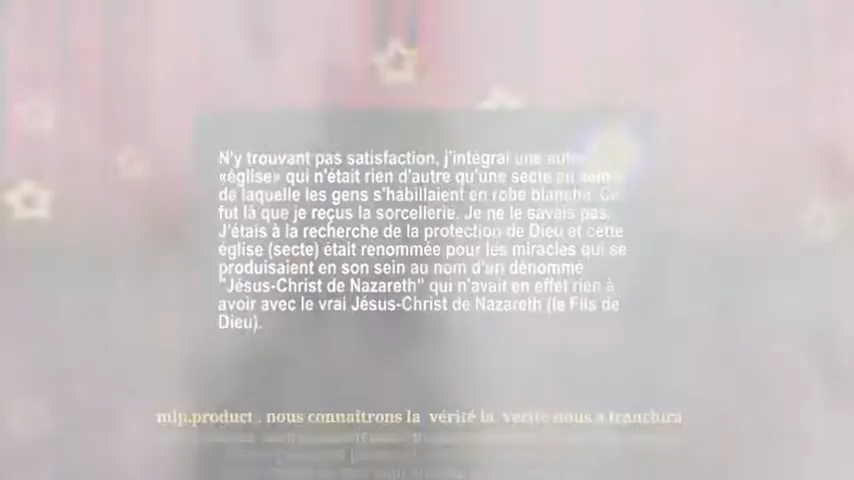 N'y trouvant pas satisfaction, j'intégrai une autre
«église» qui n'était rien d'autre qu'une secte au sein
de laquelle les gens s'habillaient en robe blanche. Ce
fut là que je reçus la sorcellerie. Je ne le savais pas.
J'étais à la recherche de la protection de Dieu et cette
église (secte) était renommée pour les miracles qui se
produisaient en son sein au nom d'un dénommé
"Jésus-Christ de Nazareth" qui n'avait en effet rien à
avoir avec le vrai Jésus-Christ de Nazareth (le Fils de
Dieu).
mlp.product . nous connaîtrons la vérité la verite nous a franchira